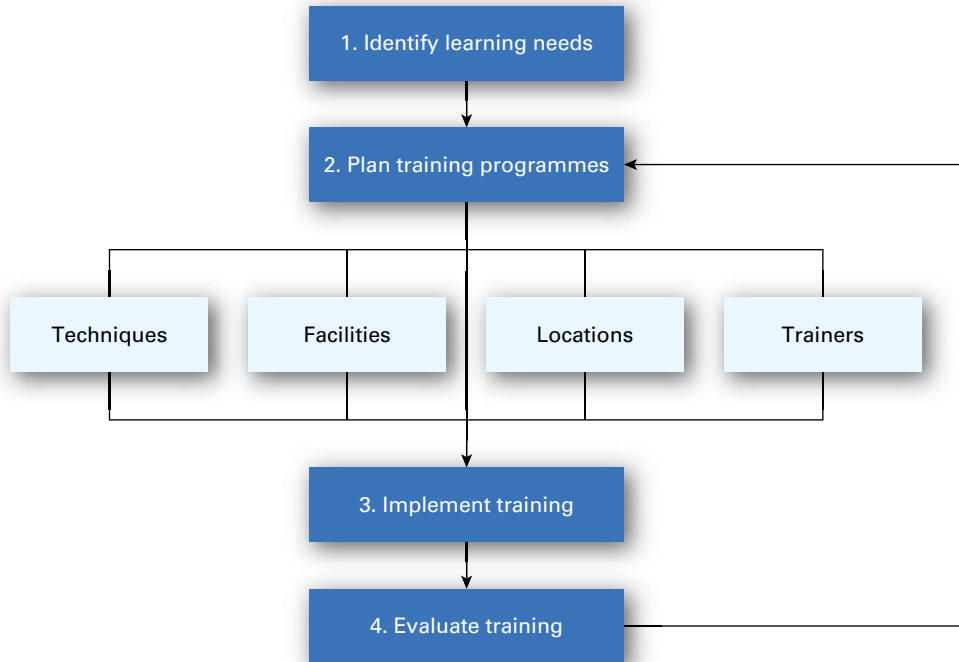 1. Identify learning needs
2. Plan training programmes
Techniques
Facilities
Locations
Trainers
3. Implement training
4. Evaluate training